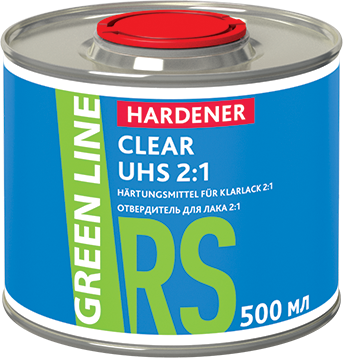 GREEN LINE
HARDENER
CLEAR
UHS 2:1
HÄRTUNGSMITTEL FÜR KLARLACK 2:1
ОТВЕРДИТЕЛЬ ДЛЯ ЛАКА 2:1
RS
500 МЛ